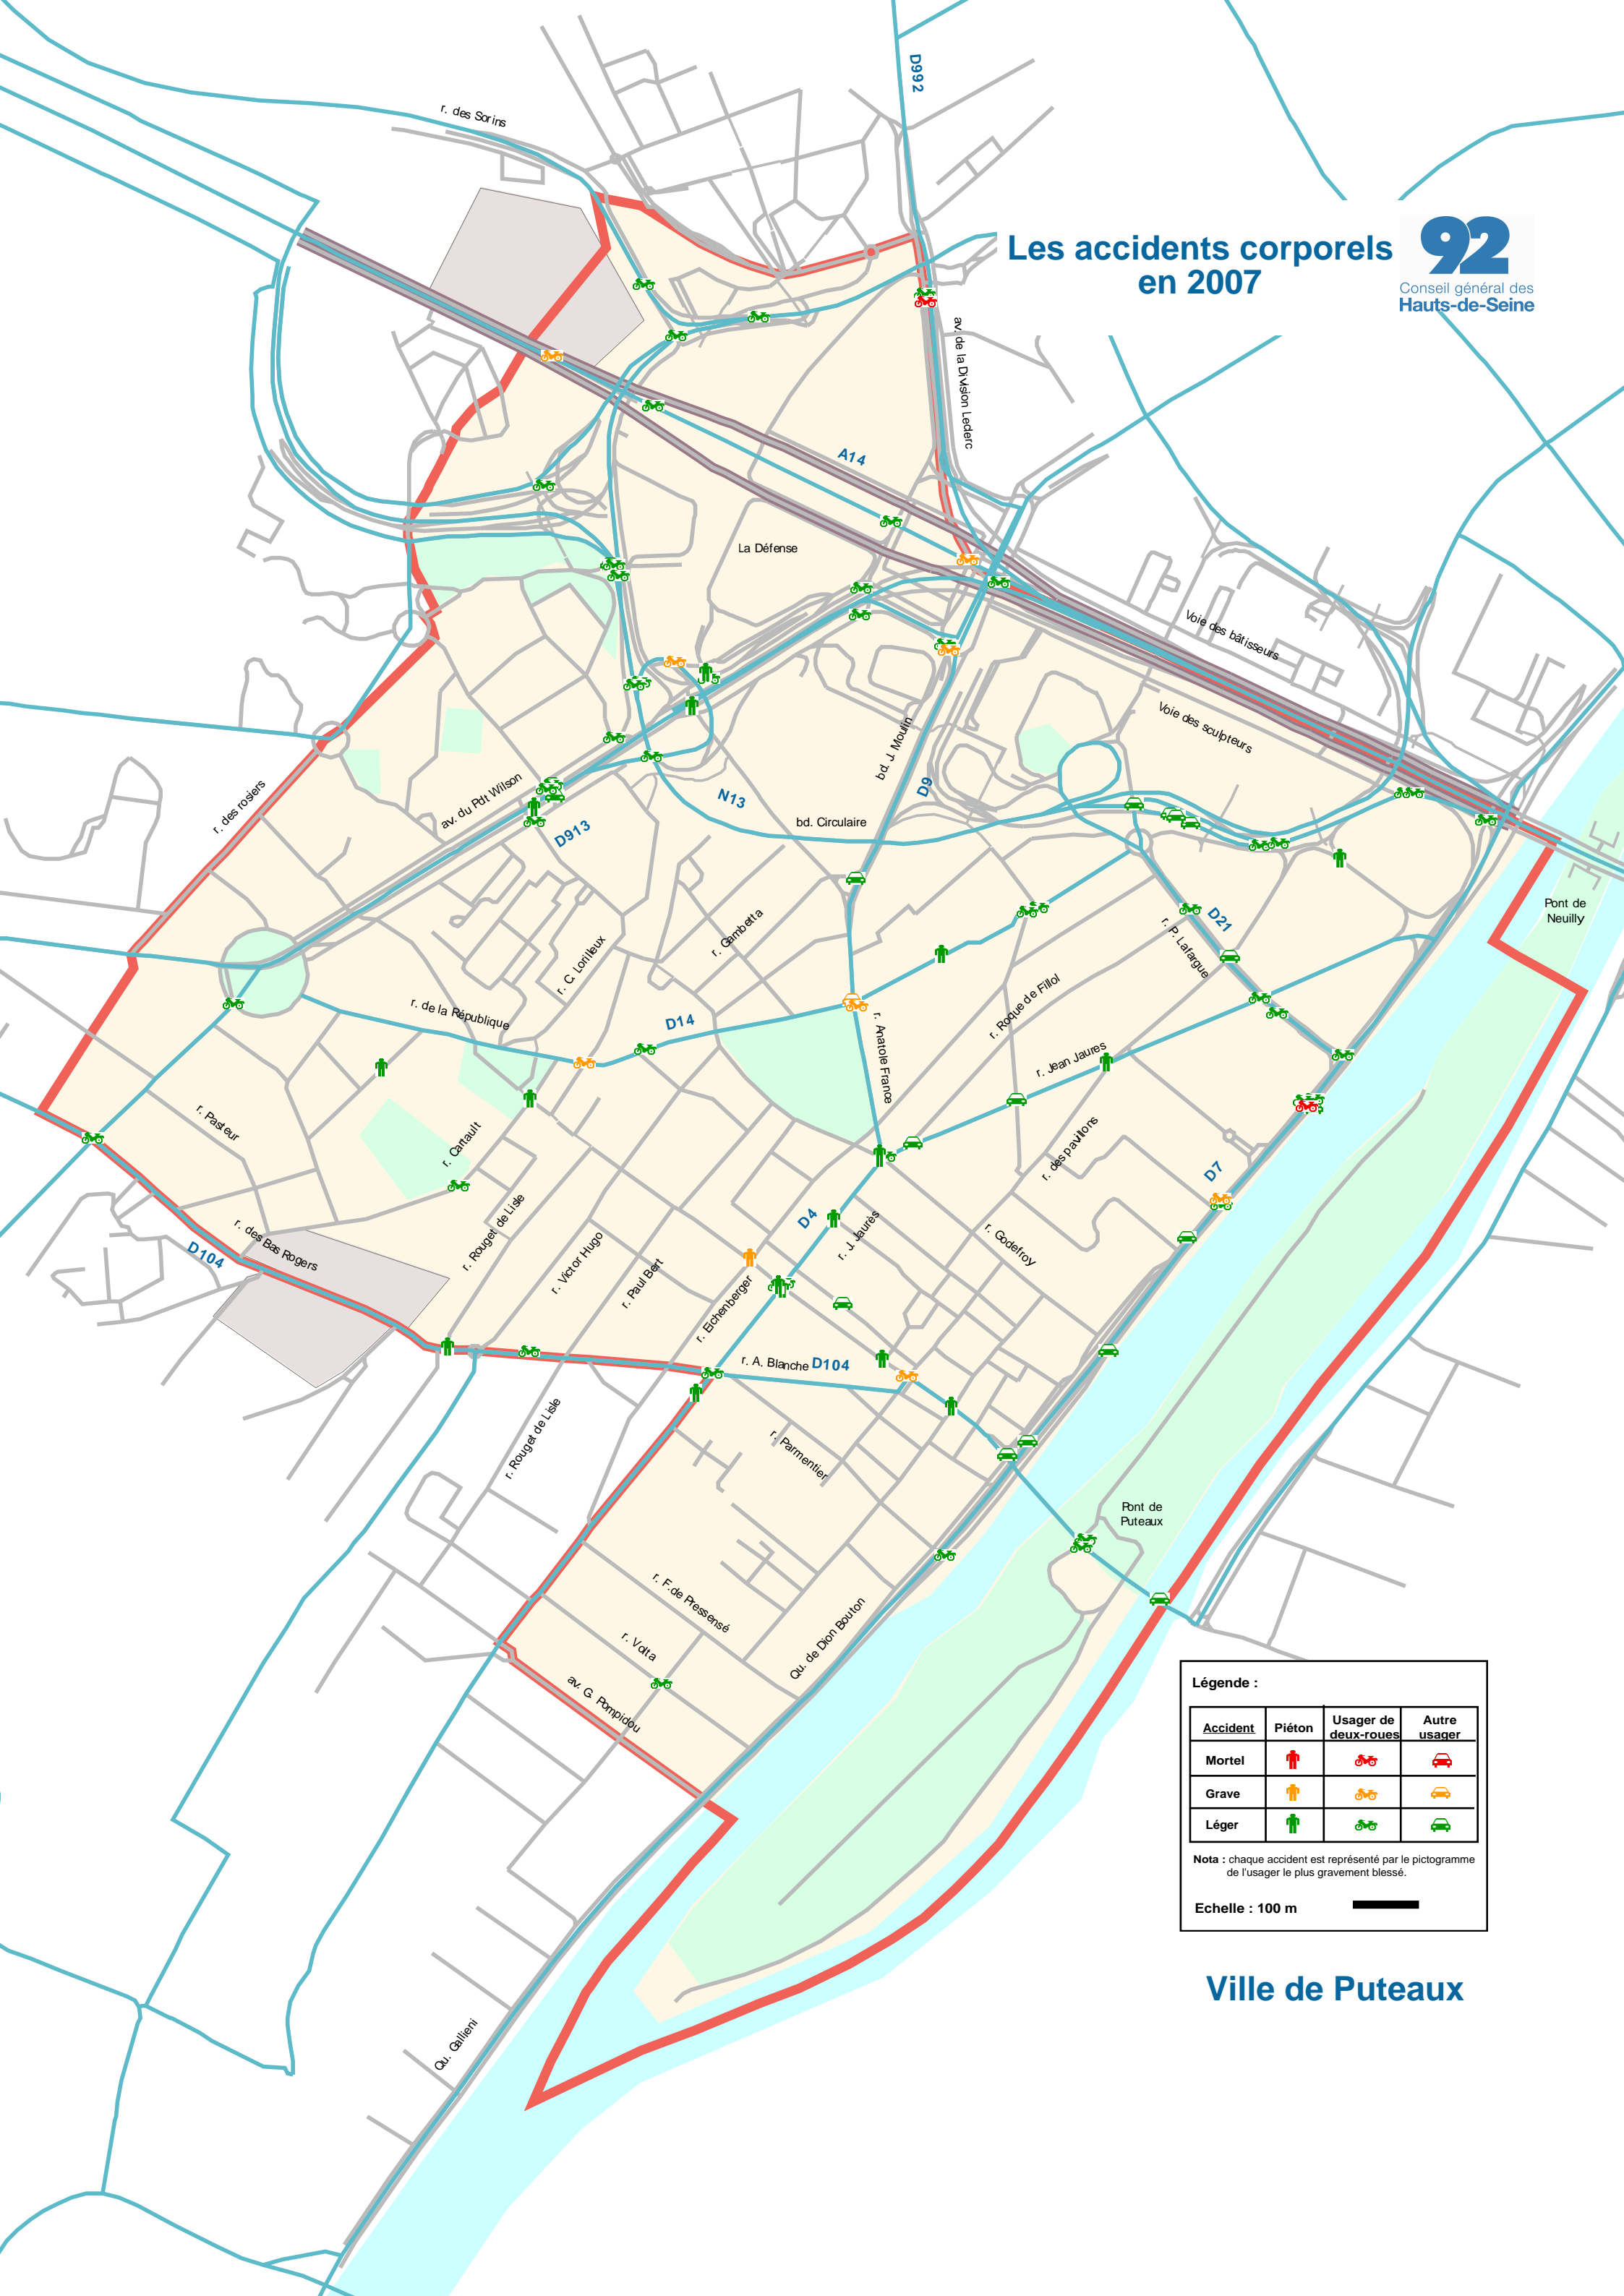 D992
r. des Sorins
Les accidents corporels
en 2007
92
Conseil général des
Hauts-de-Seine
av. de la Division Leclerc
A14
La Défense
Voie des bâtisseurs
Voie des sculpteurs
bd. J. Moulin
D9
r. des rosiers
av. du Pdt Wilson
N13
D913
bd. Circulaire
Pont de
Neuilly
D21
r. P. Lafargue
r. Gambetta
r. C. Lorilleux
r. de la République
D14
r. Anatole France
r. Roque de Fillol
r. Jean Jaures
r. Pasteur
r. Cartault
r. des pavillons
D7
D4
r. J. Jaurès
r. Godefroy
r. des Bas Rogers
D104
r. Rouget de Lisle
r. Victor Hugo
r. Paul Bert
r. Eichenberger
r. A. Blanche
D104
r. Rouget de Lisle
r. Parmentier
Pont de
Puteaux
r. F. de Pressensé
Qu. de Dion Bouton
r. Volta
av. G. Pompidou
Légende :
Accident
Piéton
Usager de
deux-roues
Autre
usager
Mortel
Grave
Léger
Nota : chaque accident est représenté par le pictogramme
de l'usager le plus gravement blessé.
Echelle : 100 m
Ville de Puteaux
Qu. Gallieni